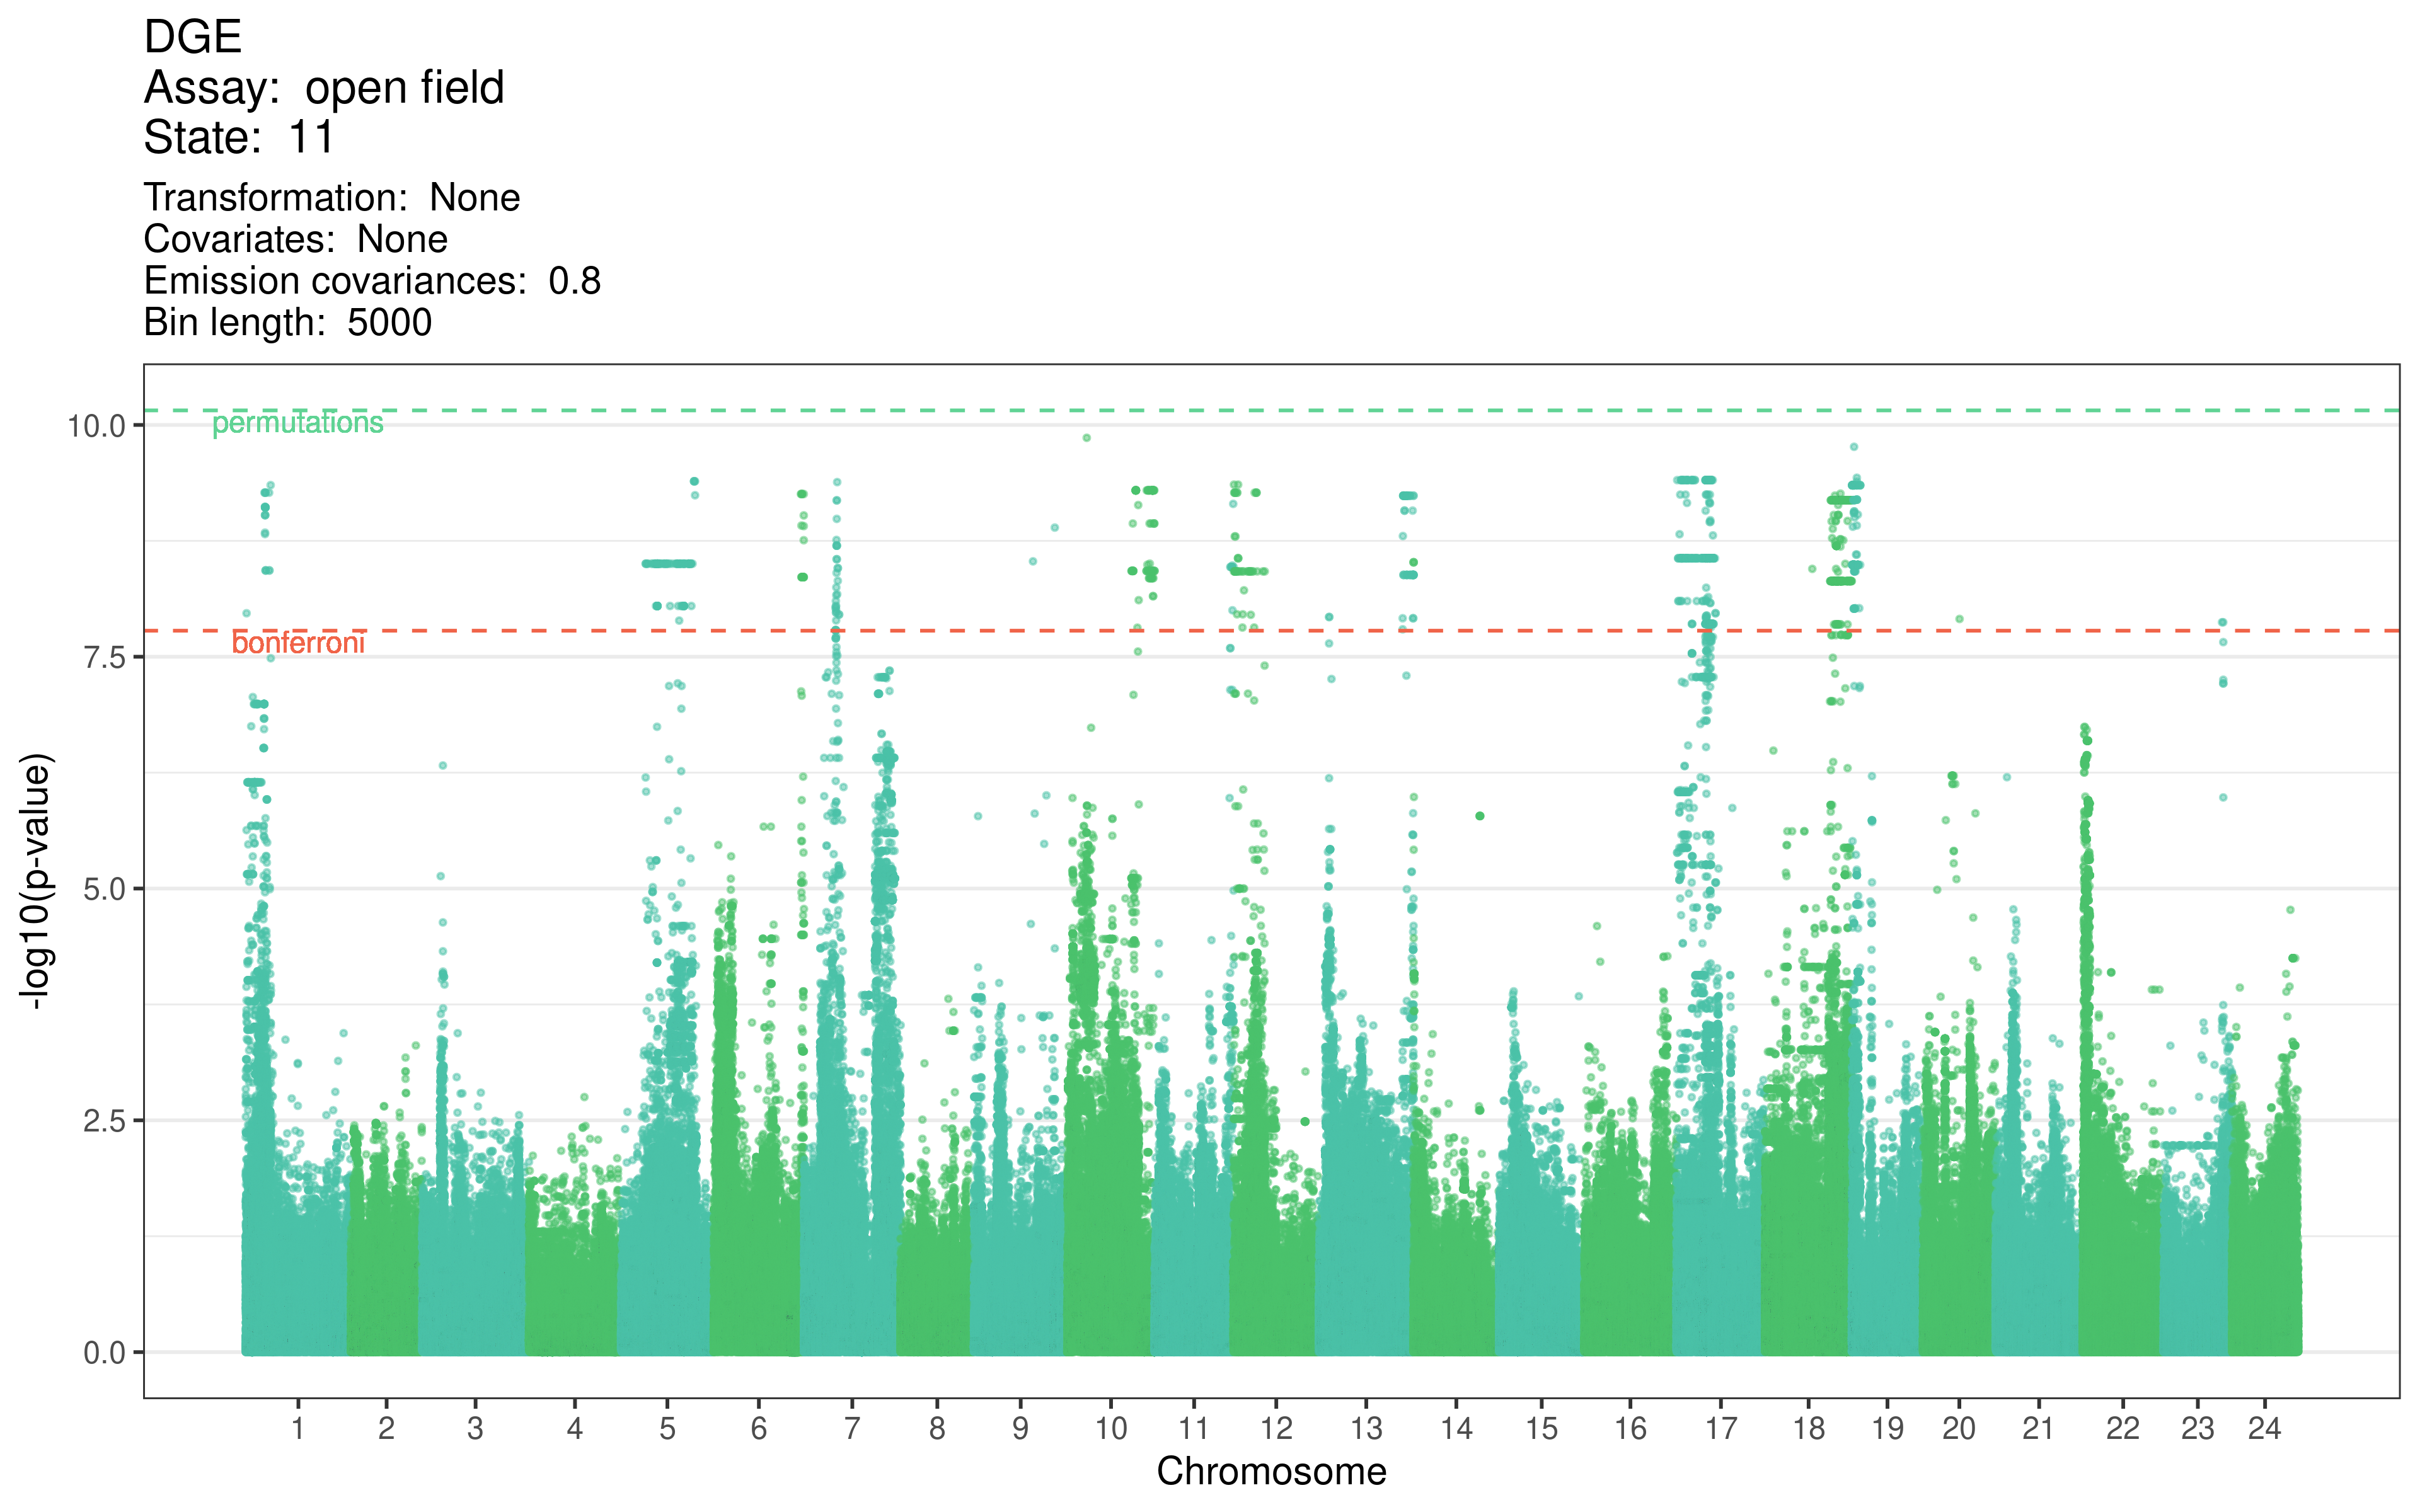 DGE
Assay:  open field
State:  11
Transformation:  None
Covariates:  None
Emission covariances:  0.8
Bin length:  5000
permutations
bonferroni
10.0
7.5
5.0
2.5
0.0
-log10(p-value)
1 2 3 4 5 6 7 8 9 10 11 12 13 14 15 16 17 18 19 20 21 22 23 24
Chromosome